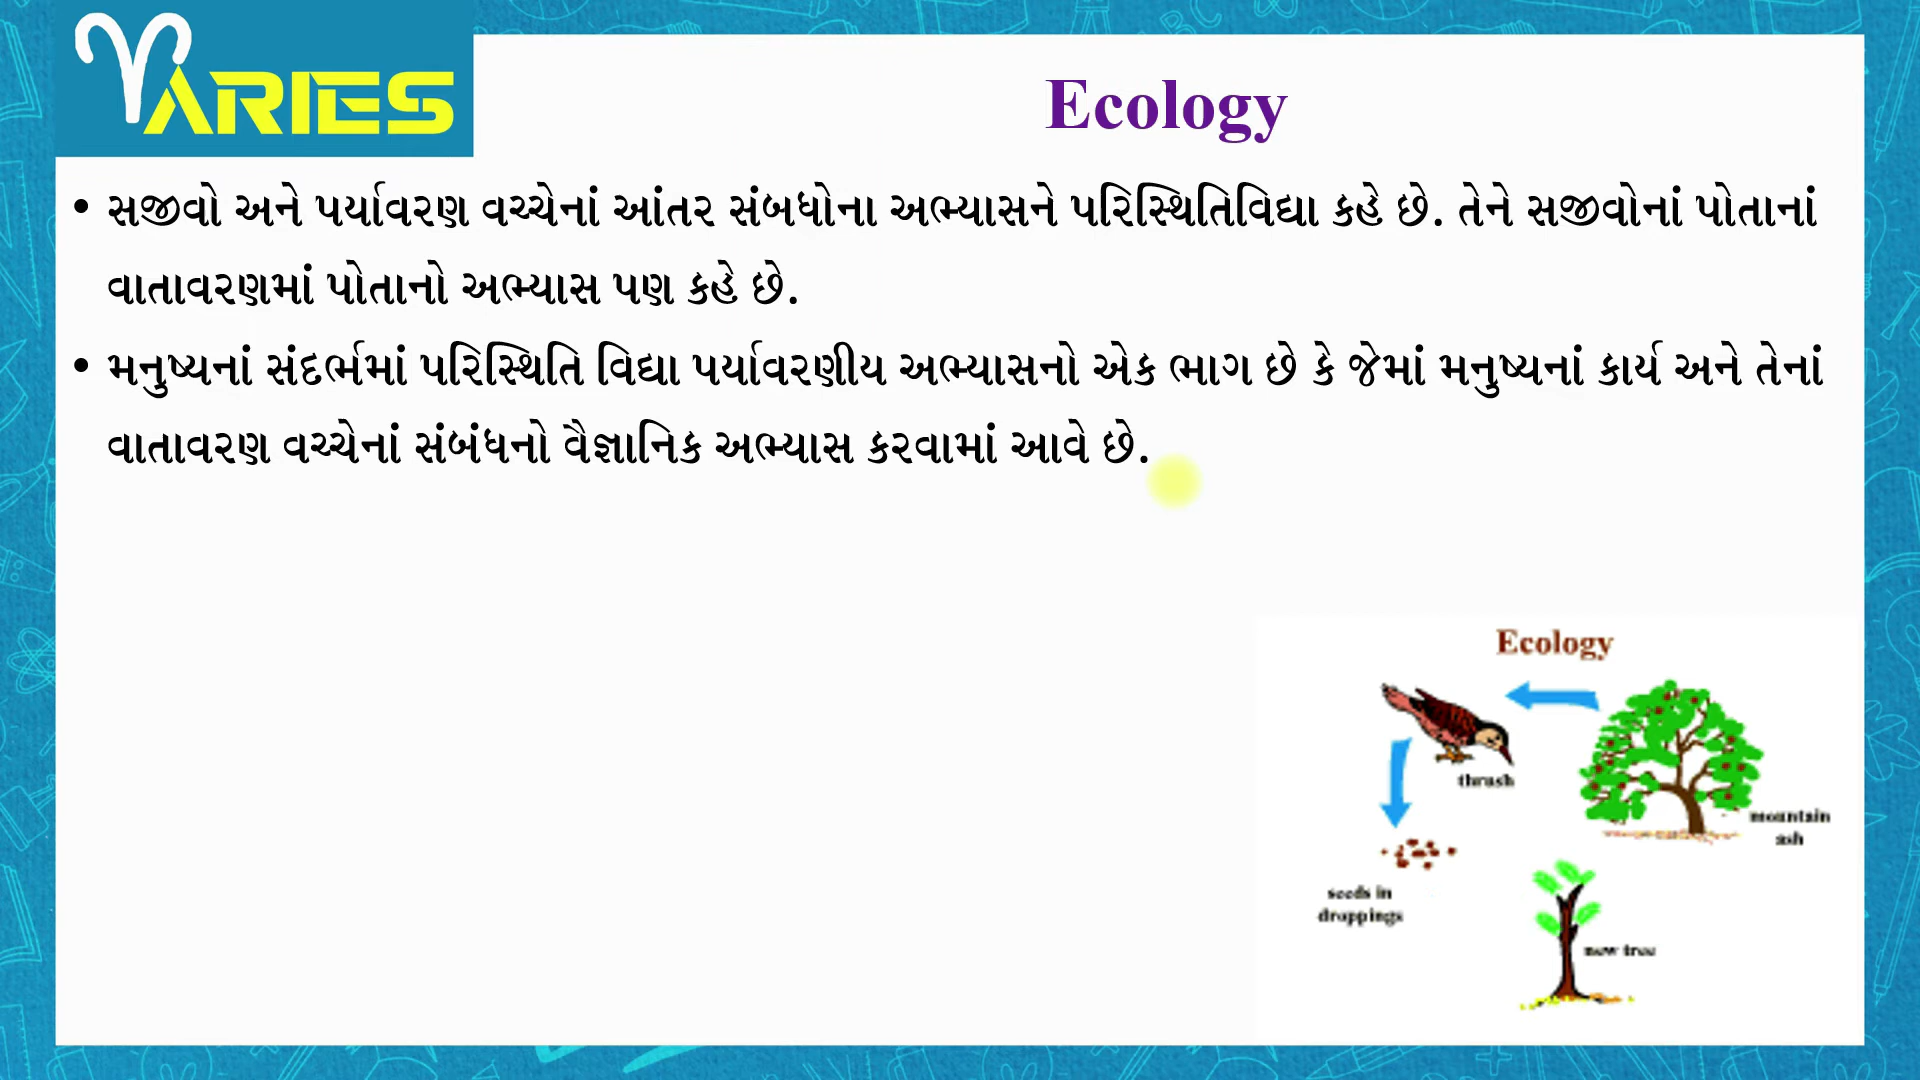 ARIES
Ecology
• સજીવો અને પર્યાવરણ વચ્ચેનાં આંતર સંબધોના અભ્યાસને પરિસ્થિતિવિદ્યા કહે છે. તેને સજીવોનાં પોતાનાં
વાતાવરણમાં પોતાનો અભ્યાસ પણ કહે છે.
• મનુષ્યનાં સંદર્ભમાં પરિસ્થિતિ વિદ્યા પર્યાવરણીય અભ્યાસનો એક ભાગ છે કે જેમાં મનુષ્યનાં કાર્ય અને તેનાં
વાતાવરણ વચ્ચેનાં સંબંધનો વૈજ્ઞાનિક અભ્યાસ કરવામાં આવે છે.
Ecology
thrush
mountain
ash
seeds in
droppings
new tree